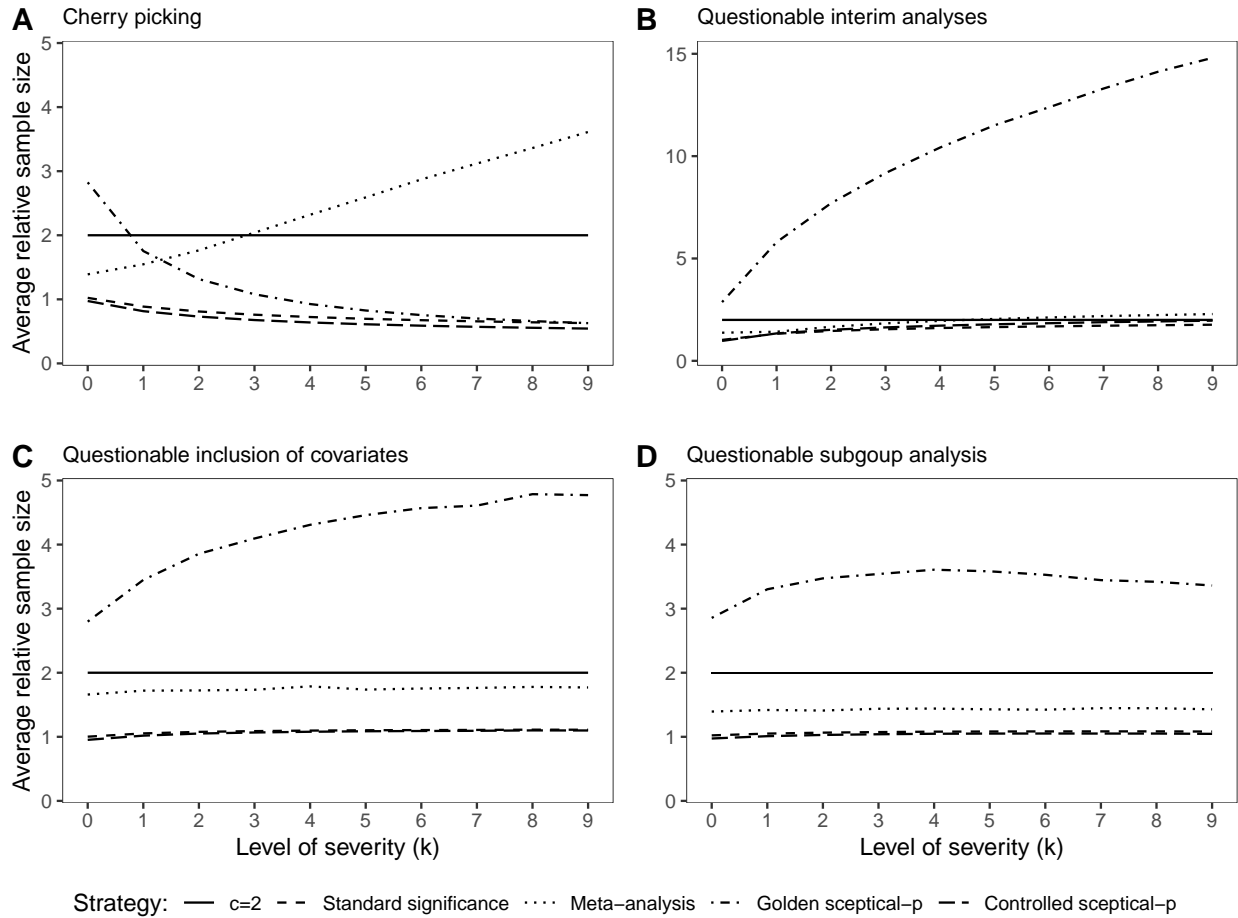 A Cherry picking
Average relative sample size
5
4
3
2
1
0
0 1 2 3 4 5 6 7 8 9
B Questionable interim analyses
15
10
5
0
0 1 2 3 4 5 6 7 8 9
C Questionable inclusion of covariates
Average relative sample size
5
4
3
2
1
0
0 1 2 3 4 5 6 7 8 9
Level of severity (k)
D Questionable subgoup analysis
5
4
3
2
1
0
0 1 2 3 4 5 6 7 8 9
Level of severity (k)
Strategy: c=2 Standard significance Meta−analysis Golden sceptical−p Controlled sceptical−p